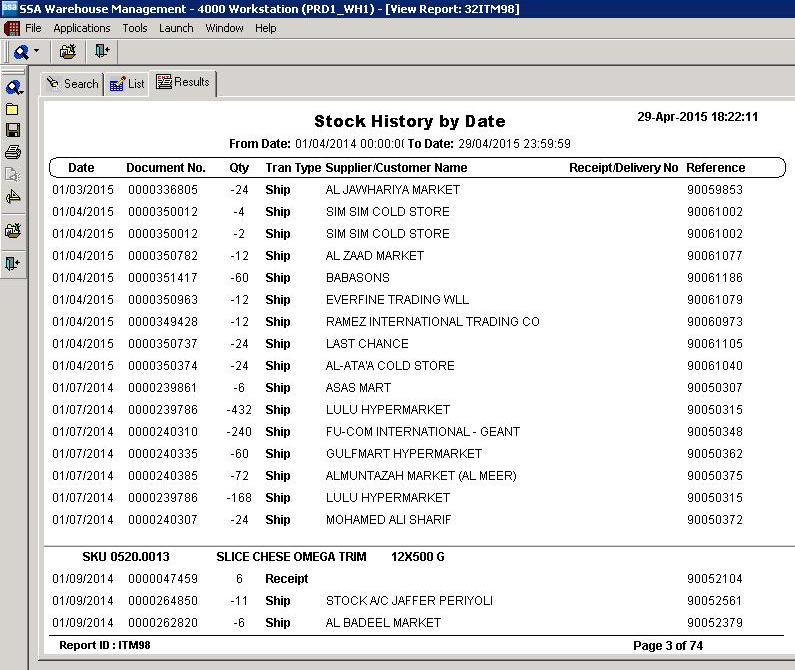 SSA Warehouse Management - 4000 Workstation (PRD1_WH1) - [View Report: 32ITM98]
File Applications Tools Launch Window Help
Search List Results
Stock History by Date 29-Apr-2015 18:22:11
From Date: 01/04/2014 00:00:0( To Date: 29/04/2015 23:59:59
Date Document No. Qty Tran Type Supplier/Customer Name Receipt/Delivery No Reference
01/03/2015 0000336805 -24 Ship AL JAWHARIYA MARKET 90059853
01/04/2015 0000350012 -4 Ship SIM SIM COLD STORE 90061002
01/04/2015 0000350012 -2 Ship SIM SIM COLD STORE 90061002
01/04/2015 0000350782 -12 Ship AL ZAAD MARKET 90061077
01/04/2015 0000351417 -60 Ship BABASONS 90061186
01/04/2015 0000350963 -12 Ship EVERFINE TRADING WLL 90061079
01/04/2015 0000349428 -12 Ship RAMEZ INTERNATIONAL TRADING CO 90060973
01/04/2015 0000350737 -24 Ship LAST CHANCE 90061105
01/04/2015 0000350374 -24 Ship AL-ATA'A COLD STORE 90061040
01/07/2014 0000239861 -6 Ship ASAS MART 90050307
01/07/2014 0000239786 -432 Ship LULU HYPERMARKET 90050315
01/07/2014 0000240310 -240 Ship FU-COM INTERNATIONAL - GEANT 90050348
01/07/2014 0000240335 -60 Ship GULFMART HYPERMARKET 90050362
01/07/2014 0000240385 -72 Ship ALMUNTAZAH MARKET (AL MEER) 90050375
01/07/2014 0000239786 -168 Ship LULU HYPERMARKET 90050315
01/07/2014 0000240307 -24 Ship MOHAMED ALI SHARIF 90050372
SKU 0520.0013 SLICE CHESE OMEGA TRIM 12X500 G
01/09/2014 0000047459 6 Receipt 90052104
01/09/2014 0000264850 -11 Ship STOCK A/C JAFFER PERIYOLI 90052561
01/09/2014 0000262820 -6 Ship AL BADEEL MARKET 90052379
Report ID : ITM98 Page 3 of 74